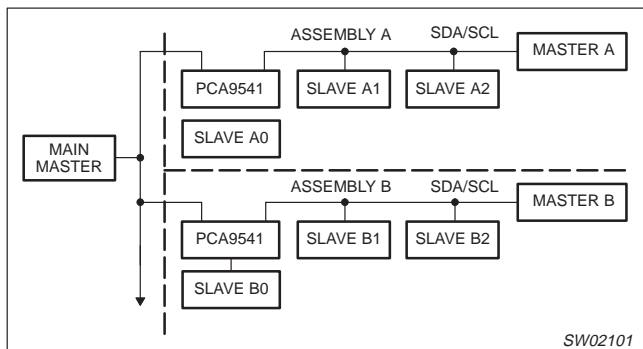 ASSEMBLY A SDA/SCL MASTER A
PCA9541 SLAVE A1 SLAVE A2
SLAVE A0
MAIN
MASTER
ASSEMBLY B SDA/SCL MASTER B
PCA9541 SLAVE B1 SLAVE B2
SLAVE B0
SW02101